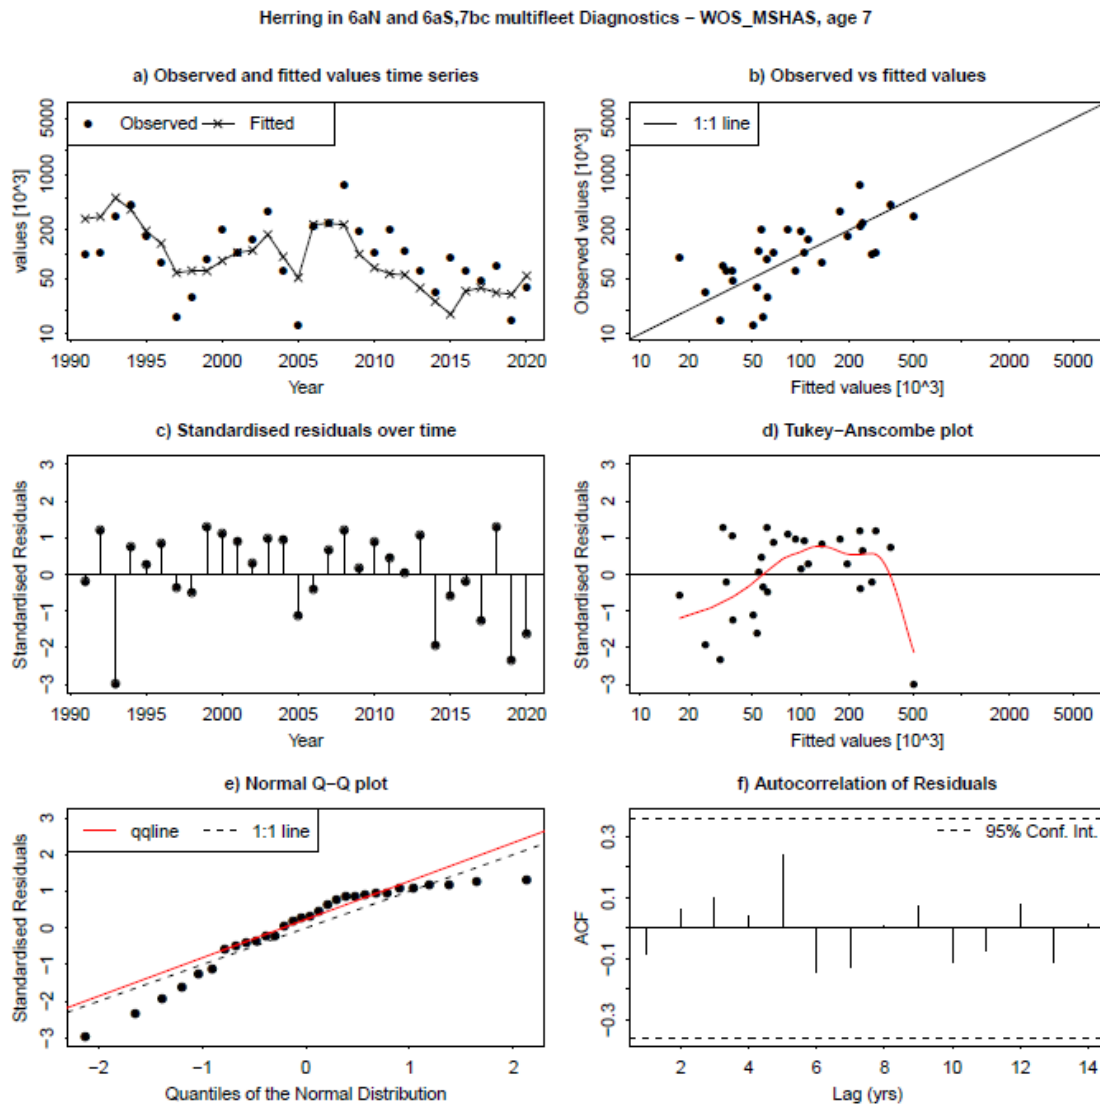 Herring in 6aN and 6aS,7bc multifleet Diagnostics − WOS_MSHAS, age 7
a) Observed and fitted values time series
Observed Fitted
values [10^3]
10 50 200 1000 5000
1990 1995 2000 2005 2010 2015 2020
Year
b) Observed vs fitted values
1:1 line
Observed values [10^3]
10 50 200 1000 5000
10 20 50 100 200 500 2000 5000
Fitted values [10^3]
c) Standardised residuals over time
Standardised Residuals
−3 −2 −1 0 1 2 3
1990 1995 2000 2005 2010 2015 2020
Year
d) Tukey−Anscombe plot
Standardised Residuals
−3 −2 −1 0 1 2 3
10 20 50 100 200 500 2000 5000
Fitted values [10^3]
e) Normal Q−Q plot
qqline 1:1 line
Standardised Residuals
−3 −2 −1 0 1 2 3
−2 −1 0 1 2
Quantiles of the Normal Distribution
f) Autocorrelation of Residuals
95% Conf. Int.
ACF
−0.3 −0.1 0.1 0.3
2 4 6 8 10 12 14
Lag (yrs)